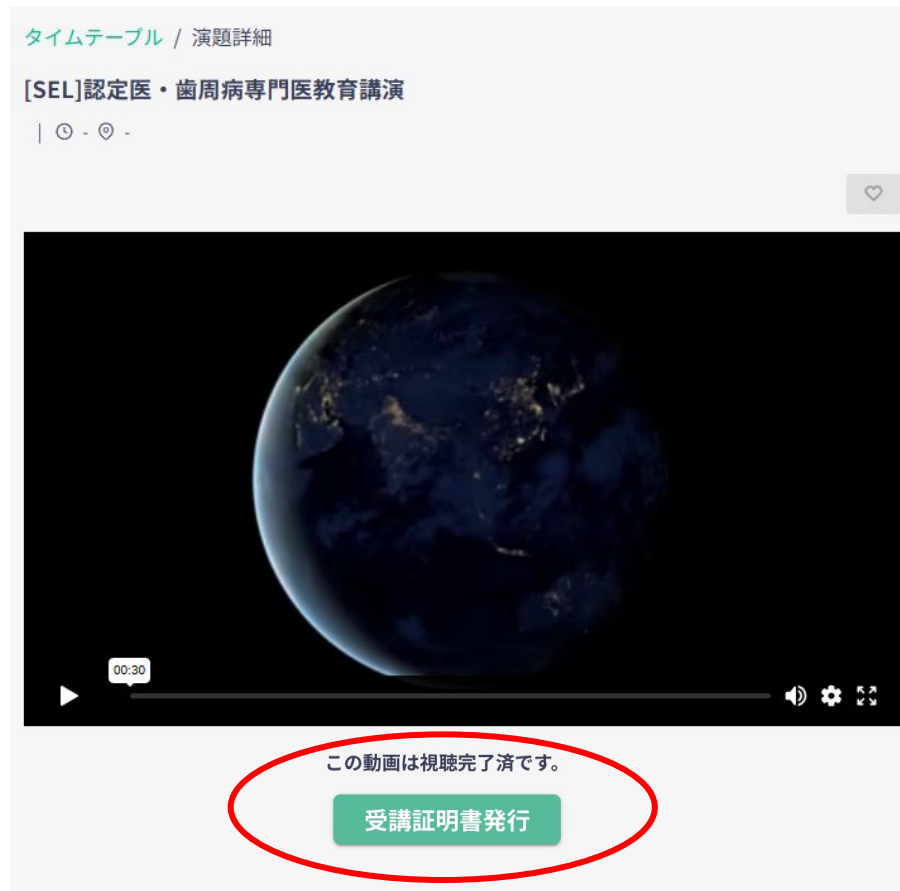 タイムテーブル / 演題詳細
[SEL]認定医・歯周病専門医教育講演
| - -
00:30
この動画は視聴完了済です。
受講証明書発行